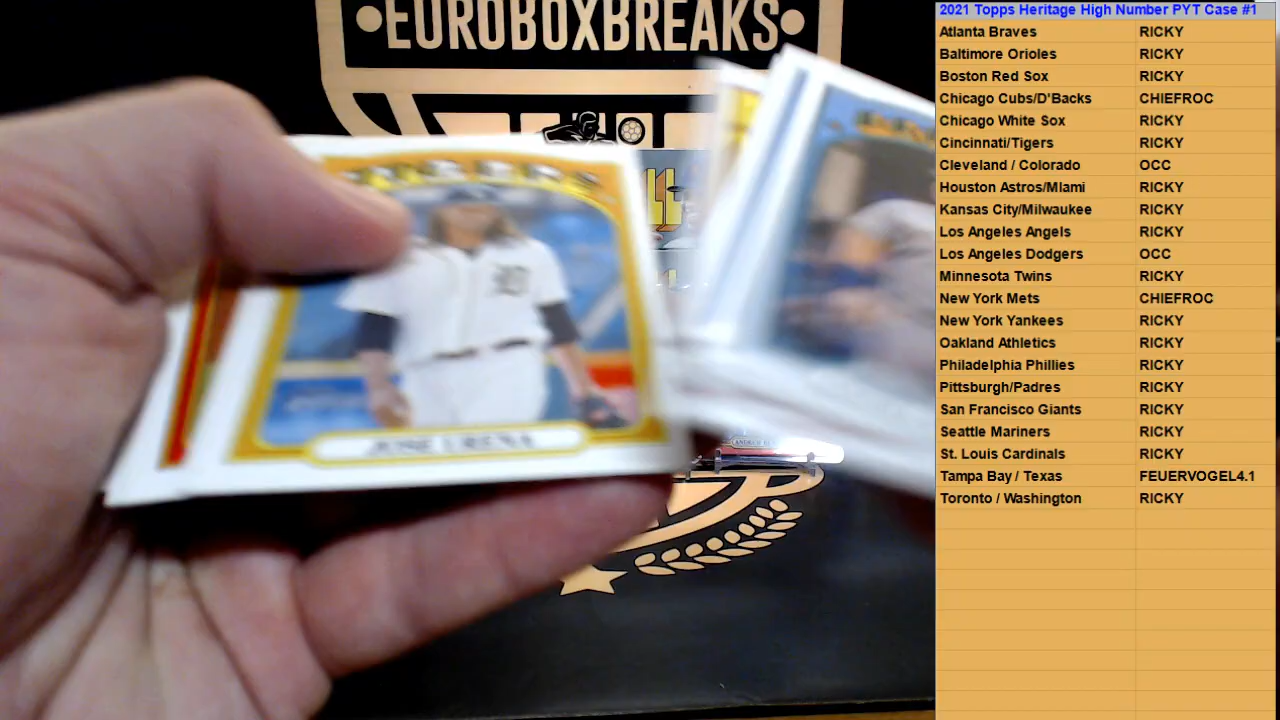 EUROBOXBREAKS
TIGERS
JOSE URENA
2021 Topps Heritage High Number PYT Case #1
Atlanta Braves RICKY
Baltimore Orioles RICKY
Boston Red Sox RICKY
Chicago Cubs/D'Backs CHIEFROC
Chicago White Sox RICKY
Cincinnati/Tigers RICKY
Cleveland / Colorado OCC
Houston Astros/MIami RICKY
Kansas City/Milwaukee RICKY
Los Angeles Angels RICKY
Los Angeles Dodgers OCC
Minnesota Twins RICKY
New York Mets CHIEFROC
New York Yankees RICKY
Oakland Athletics RICKY
Philadelphia Phillies RICKY
Pittsburgh/Padres RICKY
San Francisco Giants RICKY
Seattle Mariners RICKY
St. Louis Cardinals RICKY
Tampa Bay / Texas FEUERVOGEL4.1
Toronto / Washington RICKY